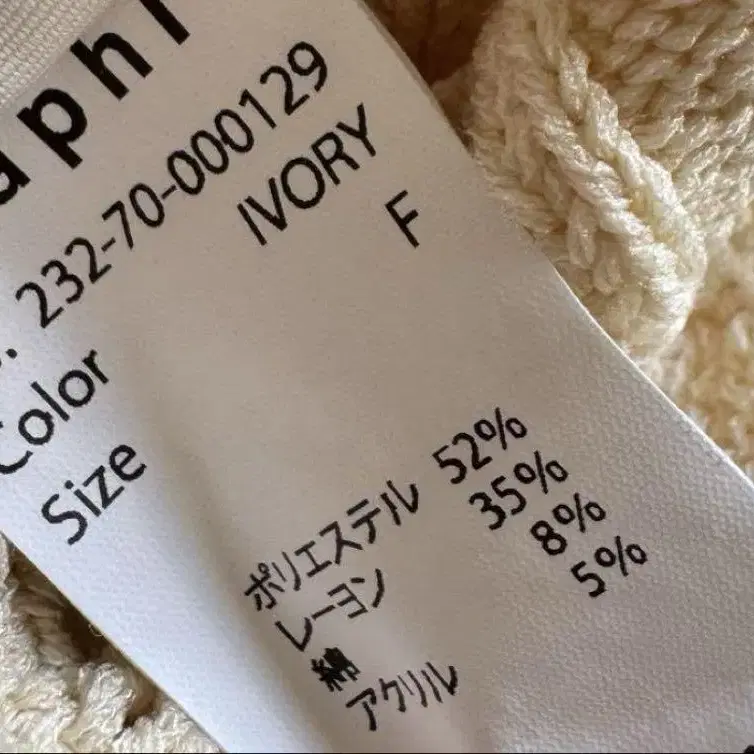 232-70-000129
Color IVORY
Size F
ポリエステル 52%
レーヨン 35%
綿 8%
アクリル 5%